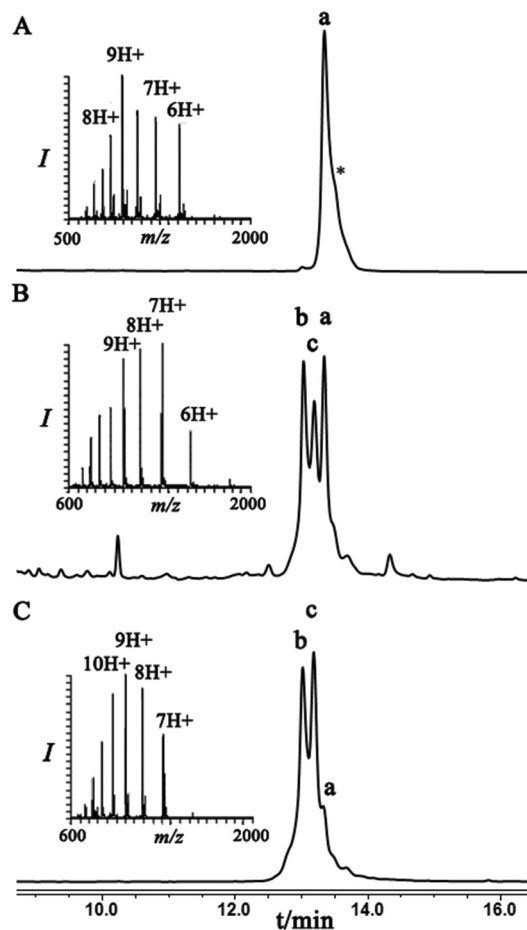 A
a
9H+
7H+
8H+
6H+
*
I
500
m/z
2000
B
7H+
b
a
8H+
c
9H+
I
6H+
600
m/z
2000
C
c
9H+
b
10H+
8H+
7H+
I
a
600
m/z
2000
10.0 12.0 14.0 16.0
t/min